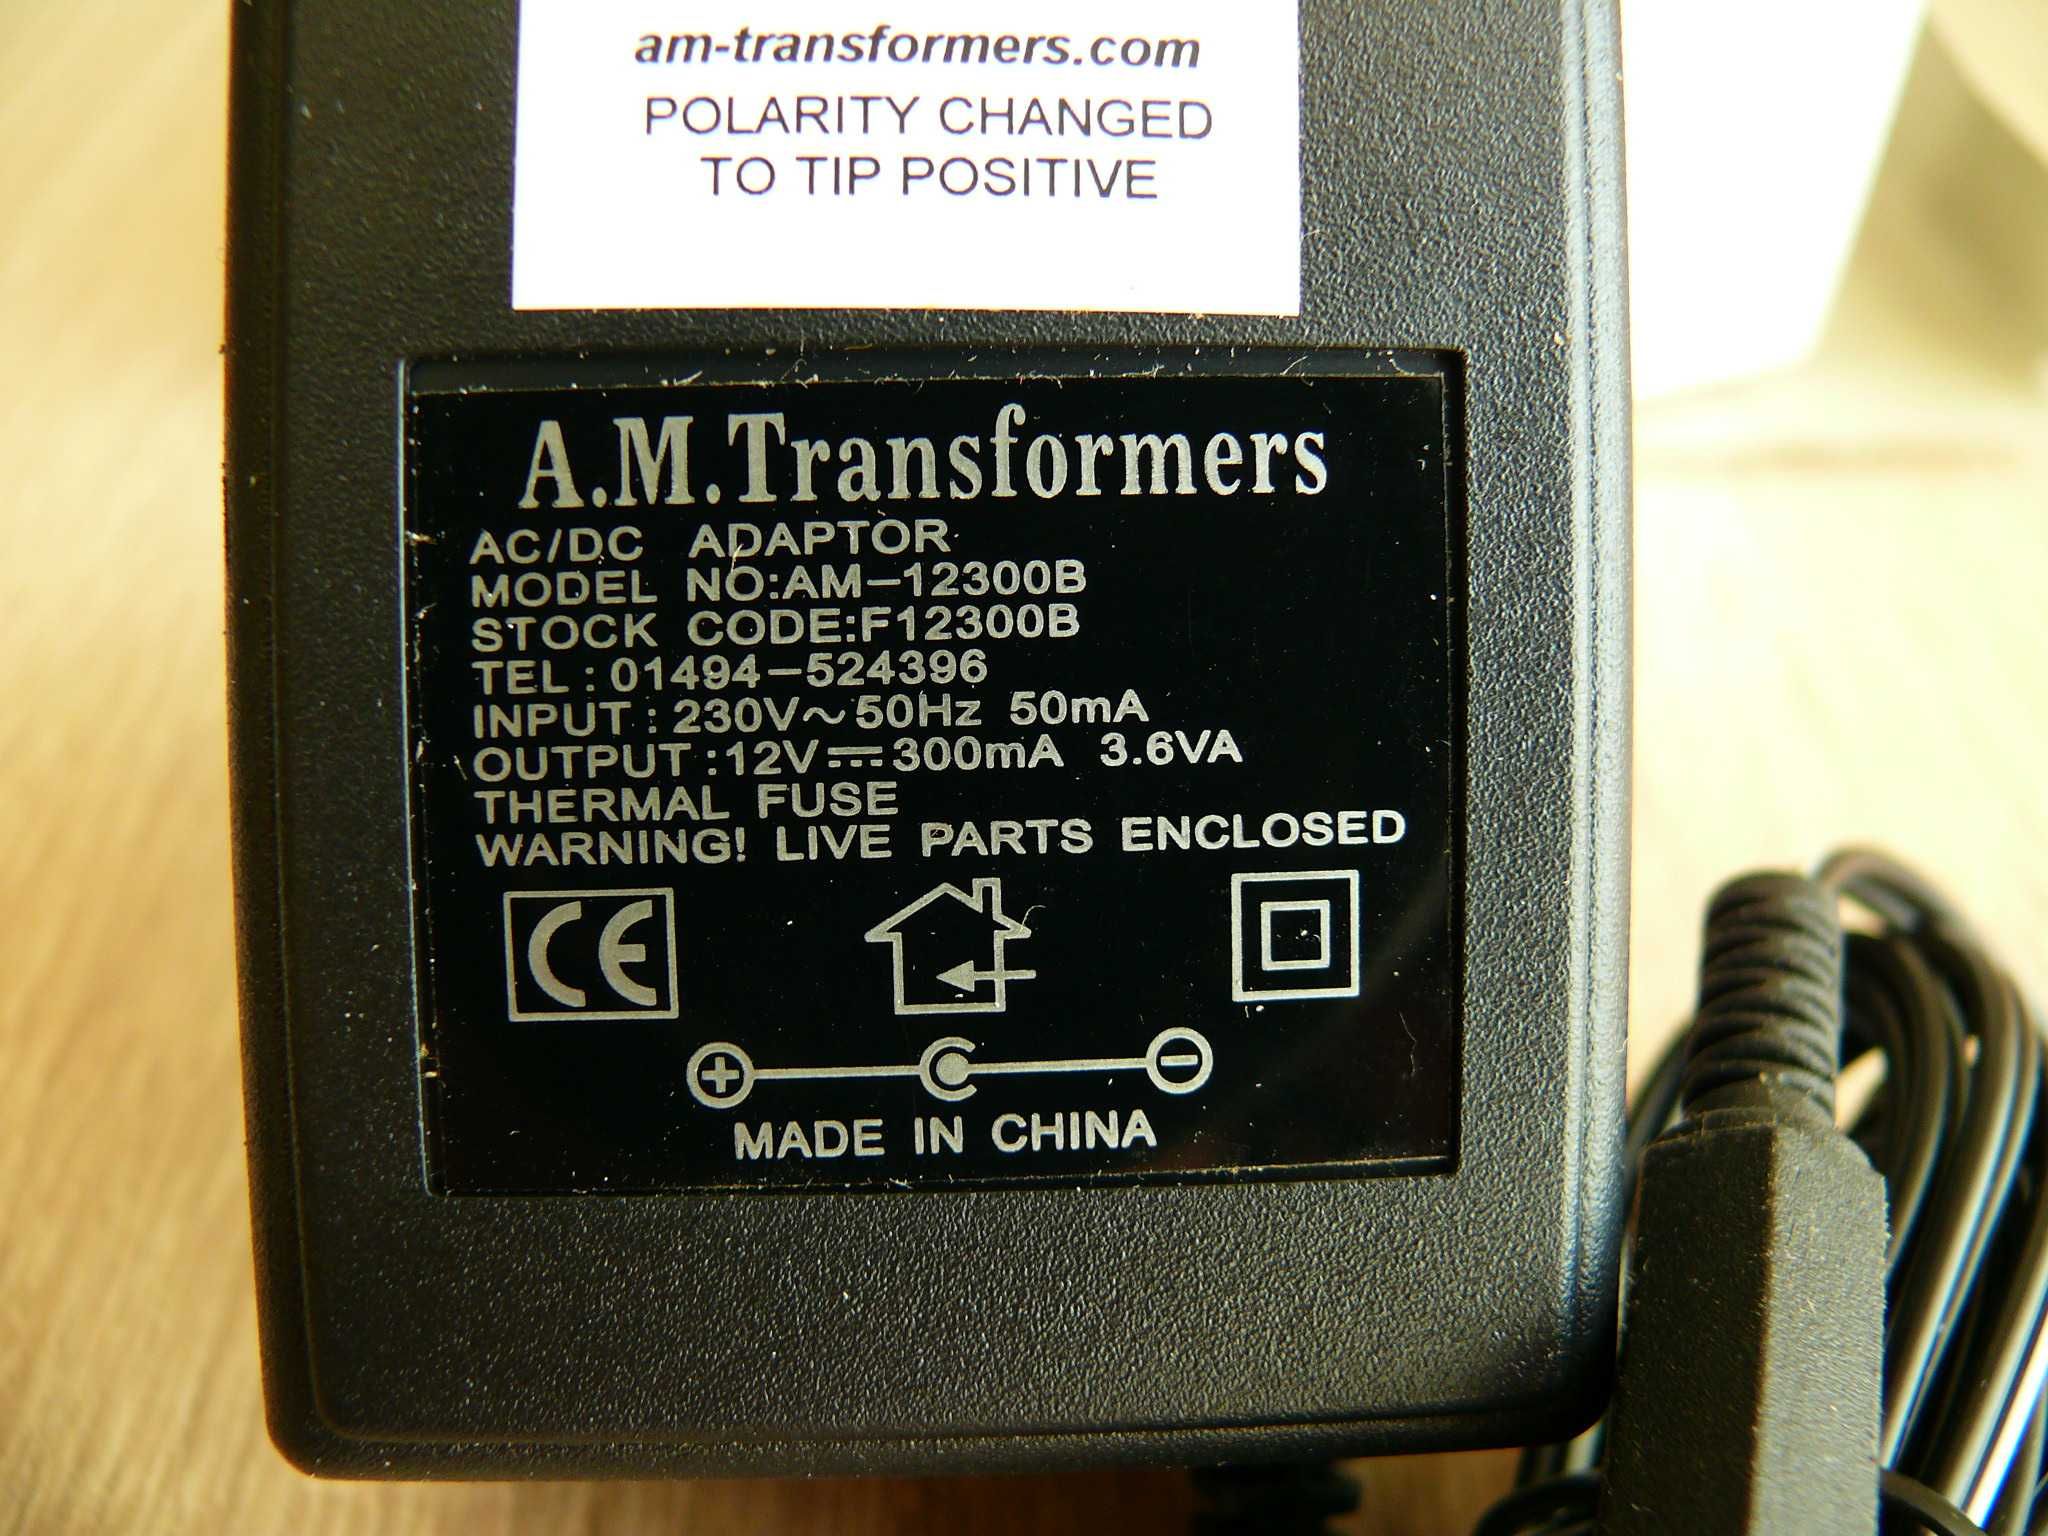 am-transformers.com
POLARITY CHANGED
TO TIP POSITIVE
A.M.Transformers
AC/DC ADAPTOR
MODEL NO:AM-12300B
STOCK CODE:F12300B
TEL:01494-524396
INPUT:230V~50Hz 50mA
OUTPUT:12V⎓300mA 3.6VA
THERMAL FUSE
WARNING! LIVE PARTS ENCLOSED
CE
+ -
MADE IN CHINA